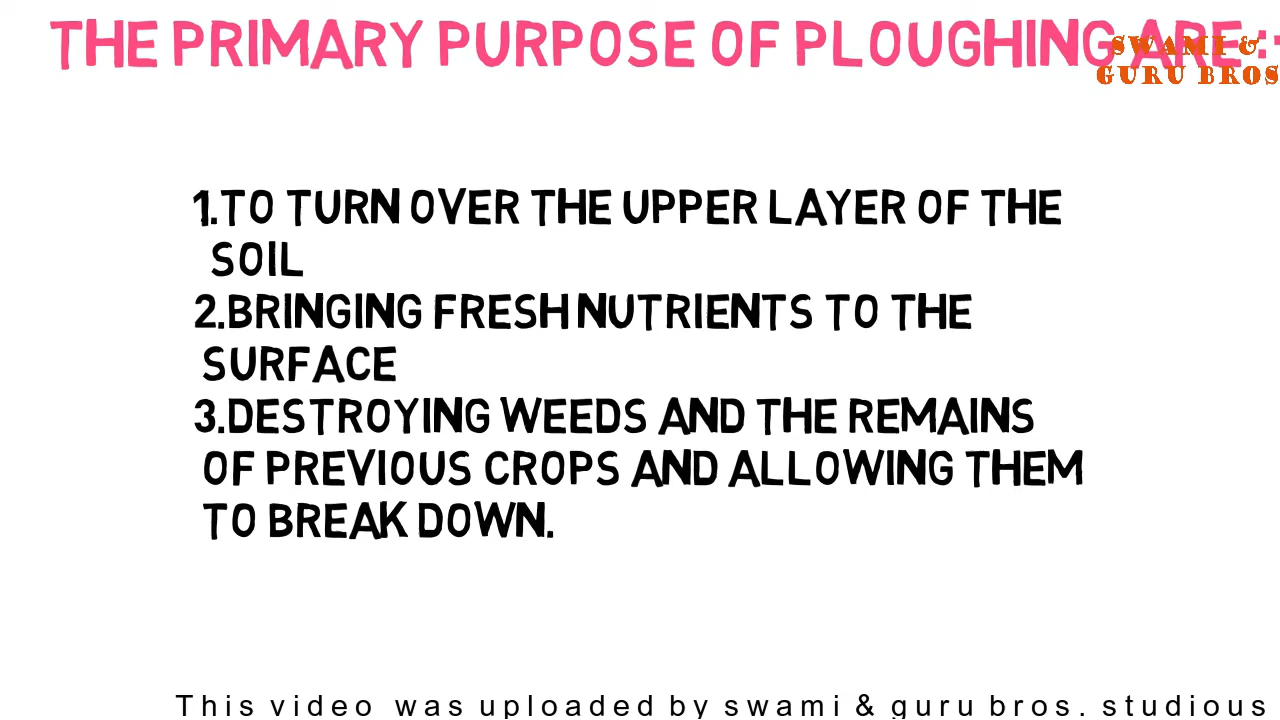 THE PRIMARY PURPOSE OF PLOUGHING ARE:-
SWAMI &
GURU BROS
1.TO TURN OVER THE UPPER LAYER OF THE
SOIL
2.BRINGING FRESH NUTRIENTS TO THE
SURFACE
3.DESTROYING WEEDS AND THE REMAINS
OF PREVIOUS CROPS AND ALLOWING THEM
TO BREAK DOWN.
This video was uploaded by swami & guru bros. studious